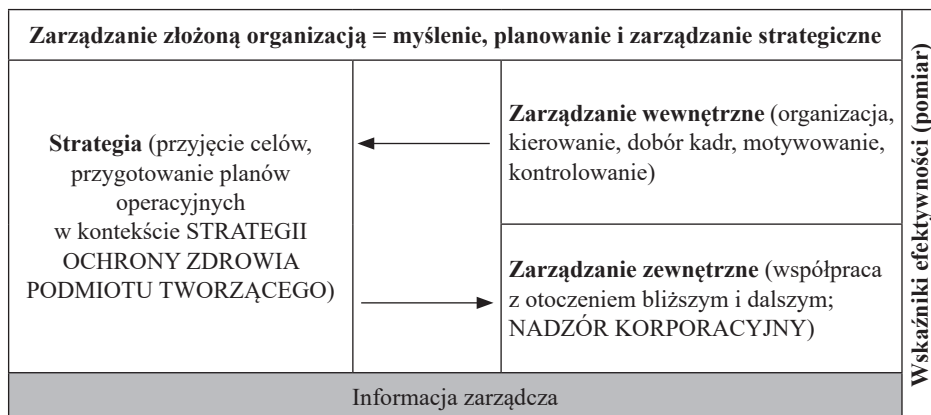 Zarządzanie złożoną organizacją = myślenie, planowanie i zarządzanie strategiczne
Strategia (przyjęcie celów,
przygotowanie planów
operacyjnych
w kontekście STRATEGII
OCHRONY ZDROWIA
PODMIOTU TWORZĄCEGO)
Zarządzanie wewnętrzne (organizacja,
kierowanie, dobór kadr, motywowanie,
kontrolowanie)
Zarządzanie zewnętrzne (współpraca
z otoczeniem bliższym i dalszym;
NADZÓR KORPORACYJNY)
Informacja zarządcza
Wskaźniki efektywności (pomiar)